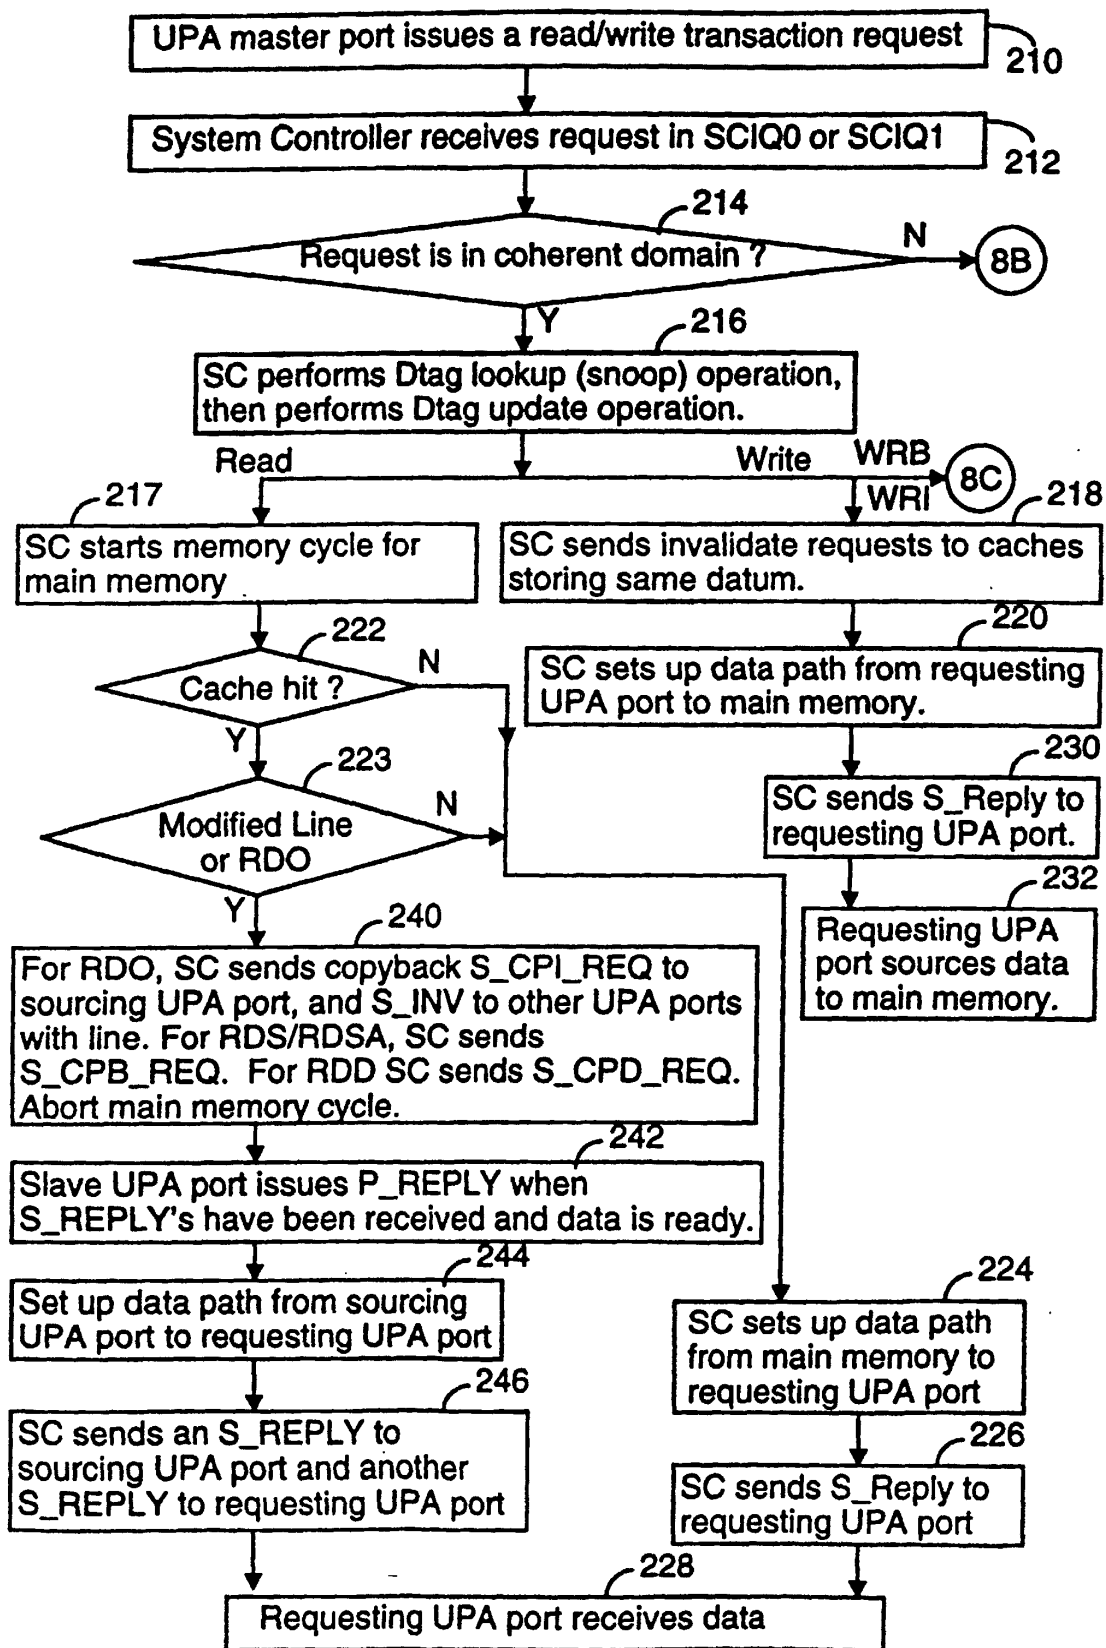 UPA master port issues a read/write transaction request
210
System Controller receives request in SCIQ0 or SCIQ1
212
214
Request is in coherent domain ?
N
8B
Y
216
SC performs Dtag lookup (snoop) operation,
then performs Dtag update operation.
Read
Write
WRB
8C
WRI
217
SC starts memory cycle for
main memory
218
SC sends invalidate requests to caches
storing same datum.
222
Cache hit ?
N
Y
220
SC sets up data path from requesting
UPA port to main memory.
223
Modified Line
or RDO
N
Y
230
SC sends S_Reply to
requesting UPA port.
232
Requesting UPA
port sources data
to main memory.
240
For RDO, SC sends copyback S_CPI_REQ to
sourcing UPA port, and S_INV to other UPA ports
with line. For RDS/RDSA, SC sends
S_CPB_REQ. For RDD SC sends S_CPD_REQ.
Abort main memory cycle.
242
Slave UPA port issues P_REPLY when
S_REPLY's have been received and data is ready.
244
Set up data path from sourcing
UPA port to requesting UPA port
224
SC sets up data path
from main memory to
requesting UPA port
246
SC sends an S_REPLY to
sourcing UPA port and another
S_REPLY to requesting UPA port
226
SC sends S_Reply to
requesting UPA port
228
Requesting UPA port receives data